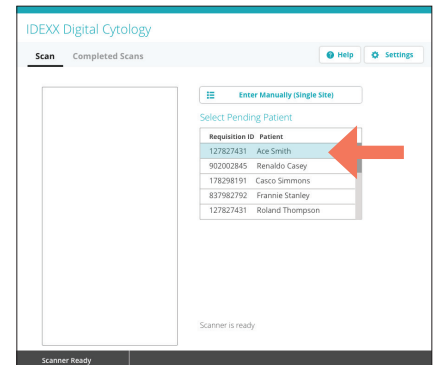 IDEXX Digital Cytology
Scan Completed Scans Help Settings
Enter Manually (Single Site)
Select Pending Patient
Requisition ID Patient
127827431 Ace Smith
902002845 Renaldo Casey
178298191 Casco Simmons
837982792 Frannie Stanley
127827431 Roland Thompson
Scanner is ready
Scanner Ready